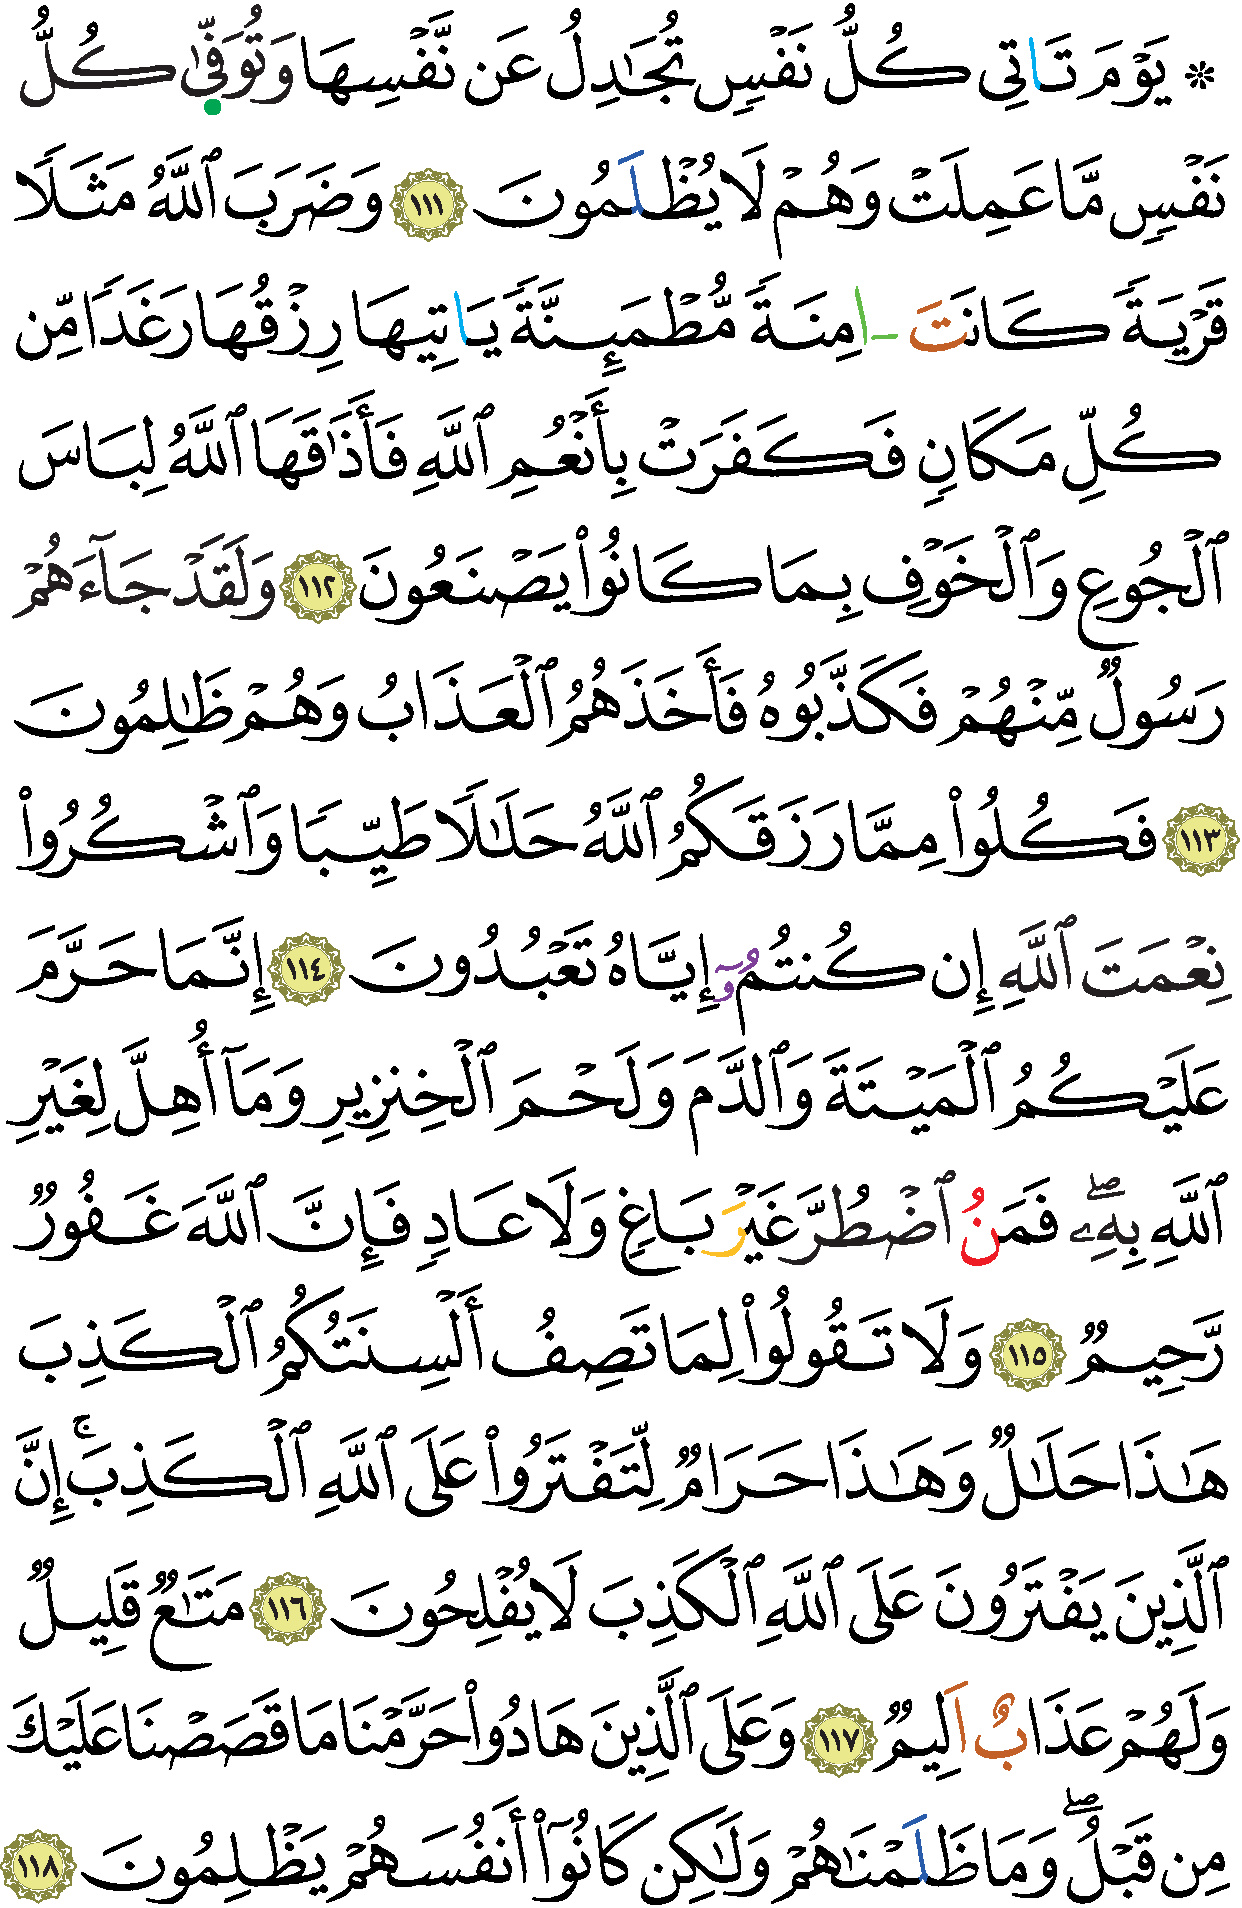 ۞ يَوْمَ تَاتِى كُلُّ نَفْسٍ تُجَٰدِلُ عَن نَّفْسِهَا وَتُوَفّ۪ىٰ كُلُّ
نَفْسٍ مَّا عَمِلَتْ وَهُمْ لَا يُظْلَمُونَ ١١١ وَضَرَبَ ٱللَّهُ مَثَلًا
قَرْيَةً كَانَتَ اٰمِنَةً مُّطْمَئِنَّةً يَاتِيهَا رِزْقُهَا رَغَدًا مِّن
كُلِّ مَكَانٍ فَكَفَرَتْ بِأَنْعُمِ ٱللَّهِ فَأَذَٰقَهَا ٱللَّهُ لِبَاسَ
ٱلْجُوعِ وَٱلْخَوْفِ بِمَا كَانُوا۟ يَصْنَعُونَ ١١٢ وَلَقَدْ جَآءَهُمْ
رَسُولٌ مِّنْهُمْ فَكَذَّبُوهُ فَأَخَذَهُمُ ٱلْعَذَابُ وَهُمْ ظَٰلِمُونَ
١١٣ فَكُلُوا۟ مِمَّا رَزَقَكُمُ ٱللَّهُ حَلَٰلًا طَيِّبًا وَٱشْكُرُوا۟
نِعْمَتَ ٱللَّهِ إِن كُنتُمُۥٓ إِيَّاهُ تَعْبُدُونَ ١١٤ إِنَّمَا حَرَّمَ
عَلَيْكُمُ ٱلْمَيْتَةَ وَٱلدَّمَ وَلَحْمَ ٱلْخِنزِيرِ وَمَآ أُهِلَّ لِغَيْرِ
ٱللَّهِ بِهِۦۖ فَمَنُ ٱضْطُرَّ غَيْرَ بَاغٍ وَلَا عَادٍ فَإِنَّ ٱللَّهَ غَفُورٌ
رَّحِيمٌ ١١٥ وَلَا تَقُولُوا۟ لِمَا تَصِفُ أَلْسِنَتُكُمُ ٱلْكَذِبَ
هَٰذَا حَلَٰلٌ وَهَٰذَا حَرَامٌ لِّتَفْتَرُوا۟ عَلَى ٱللَّهِ ٱلْكَذِبَۚ إِنَّ
ٱلَّذِينَ يَفْتَرُونَ عَلَى ٱللَّهِ ٱلْكَذِبَ لَا يُفْلِحُونَ ١١٦ مَتَٰعٌ قَلِيلٌ
وَلَهُمْ عَذَابٌ اَلِيمٌ ١١٧ وَعَلَى ٱلَّذِينَ هَادُوا۟ حَرَّمْنَا مَا قَصَصْنَا عَلَيْكَ
مِن قَبْلُۖ وَمَا ظَلَمْنَٰهُمْ وَلَٰكِن كَانُوٓا۟ أَنفُسَهُمْ يَظْلِمُونَ ١١٨